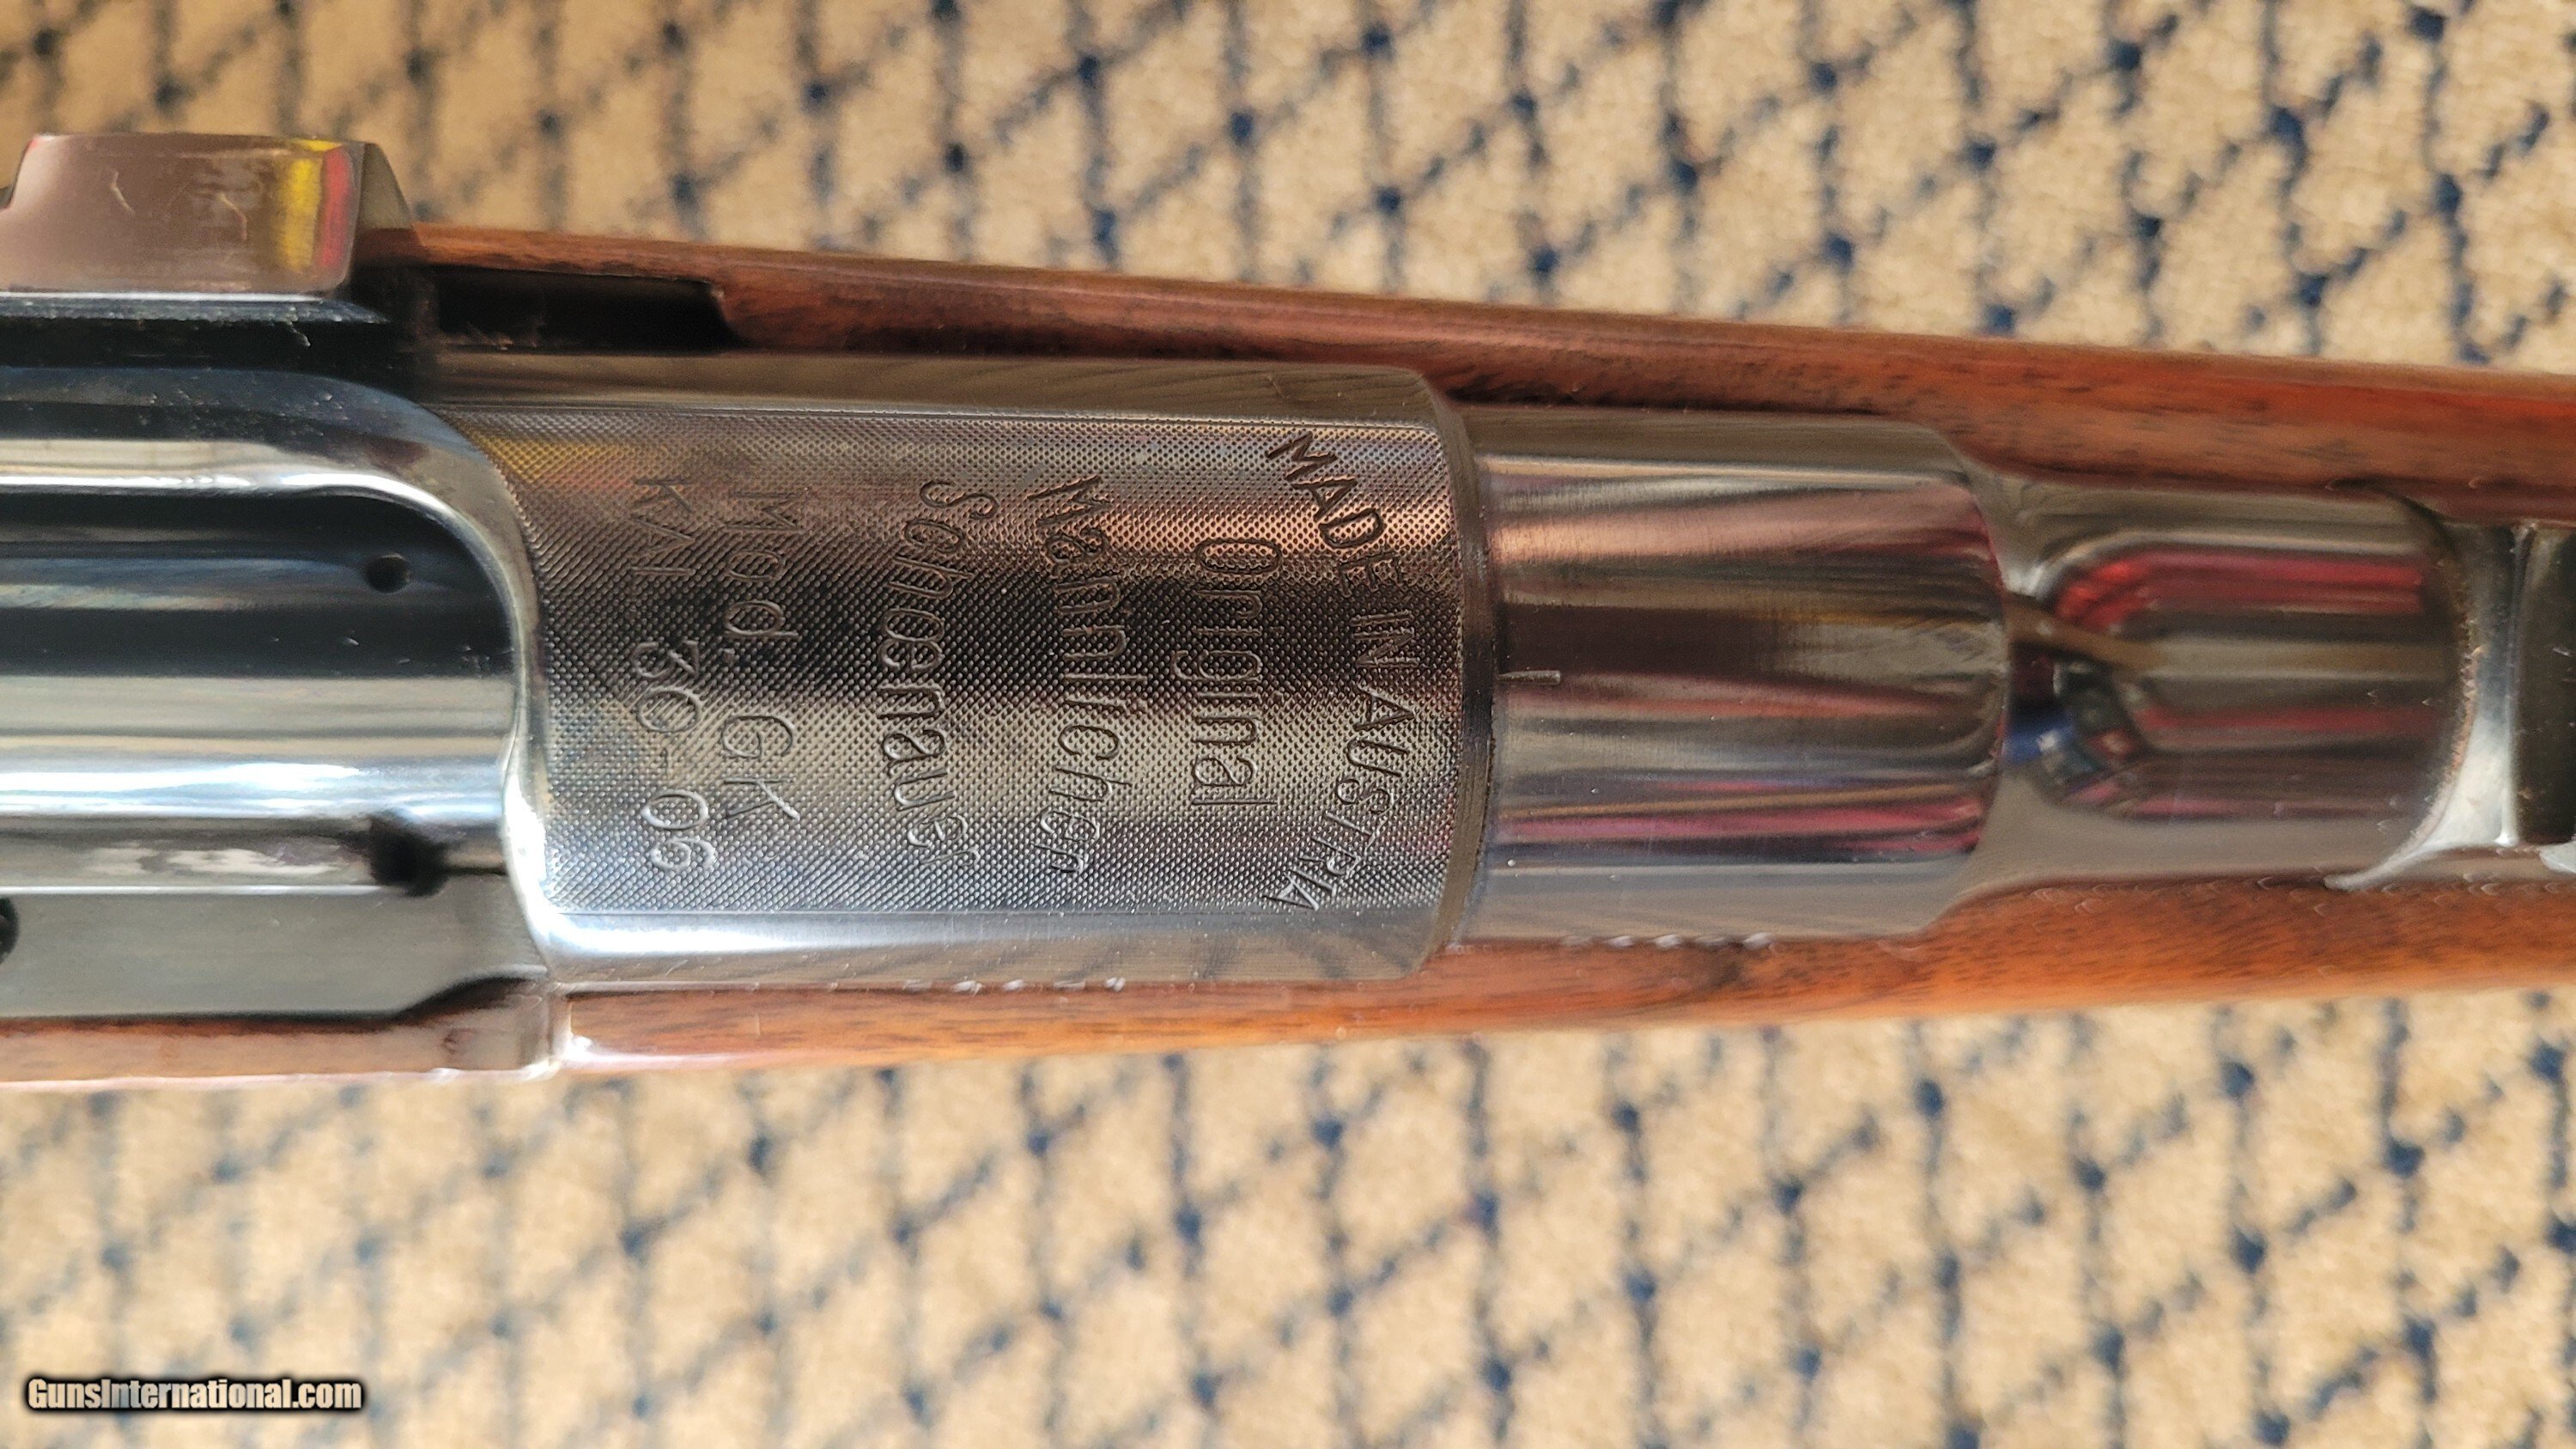 MADE IN AUSTRIA
Original
Mannlicher
Schoenauer
Mod. GK
KAL 30-06
GunsInternational.com